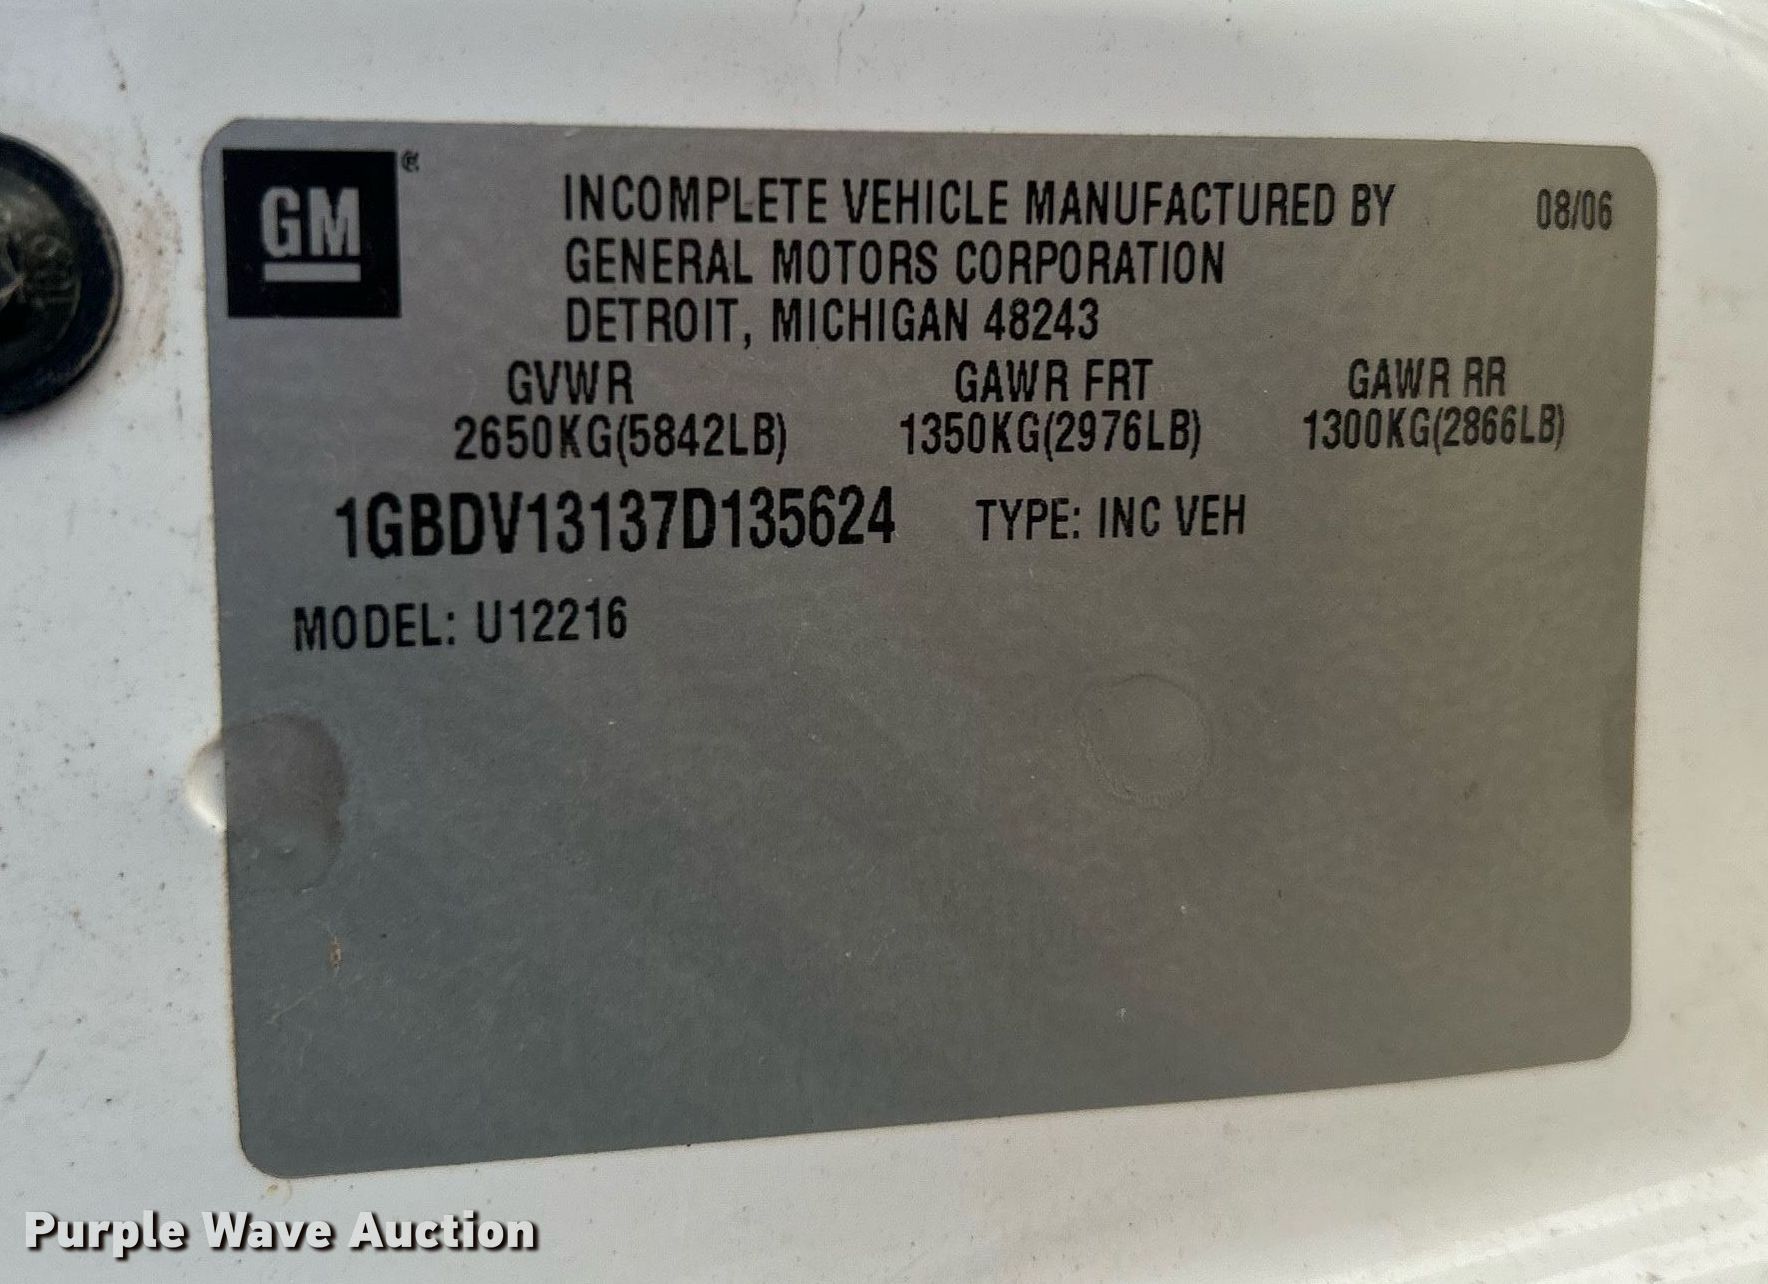 GM®
INCOMPLETE VEHICLE MANUFACTURED BY 08/06
GENERAL MOTORS CORPORATION
DETROIT, MICHIGAN 48243
GVWR GAWR FRT GAWR RR
2650KG(5842LB) 1350KG(2976LB) 1300KG(2866LB)
1GBDV13137D135624 TYPE: INC VEH
MODEL: U12216
Purple Wave Auction